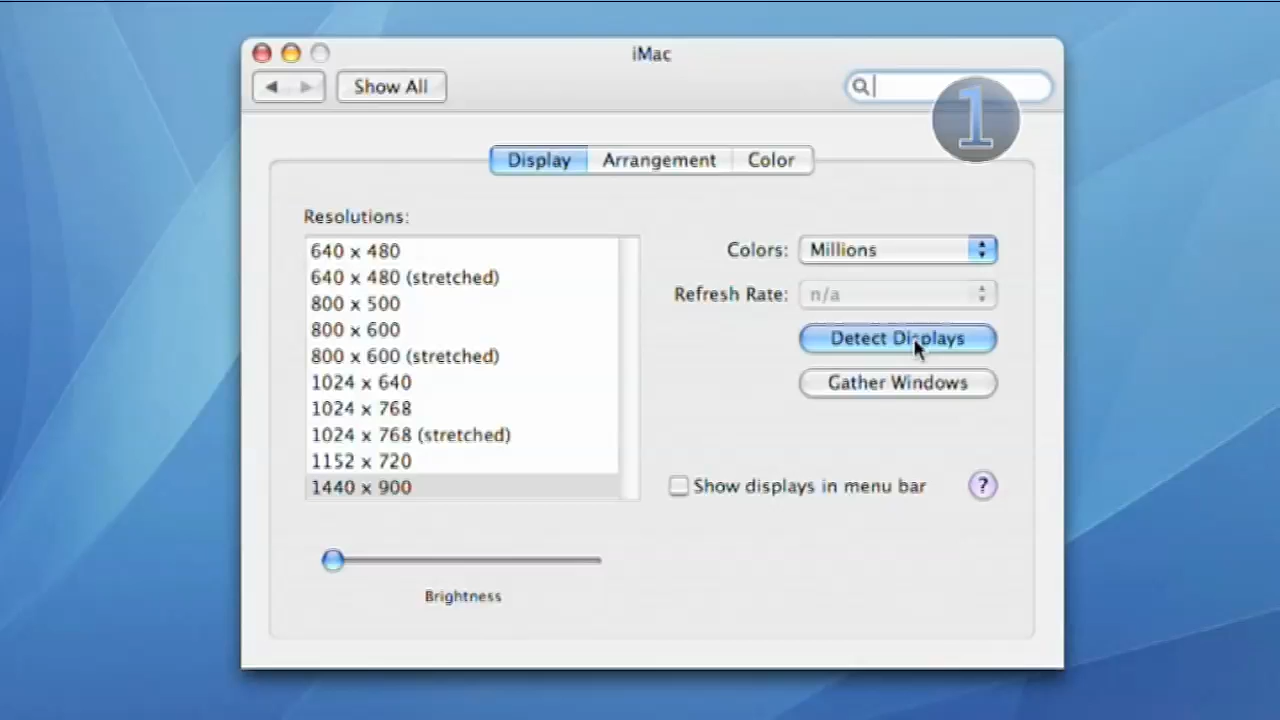 iMac
Show All
1
Display Arrangement Color
Resolutions:
640 x 480
640 x 480 (stretched)
800 x 500
800 x 600
800 x 600 (stretched)
1024 x 640
1024 x 768
1024 x 768 (stretched)
1152 x 720
1440 x 900
Colors: Millions
Refresh Rate: n/a
Detect Displays
Gather Windows
Show displays in menu bar ?
Brightness